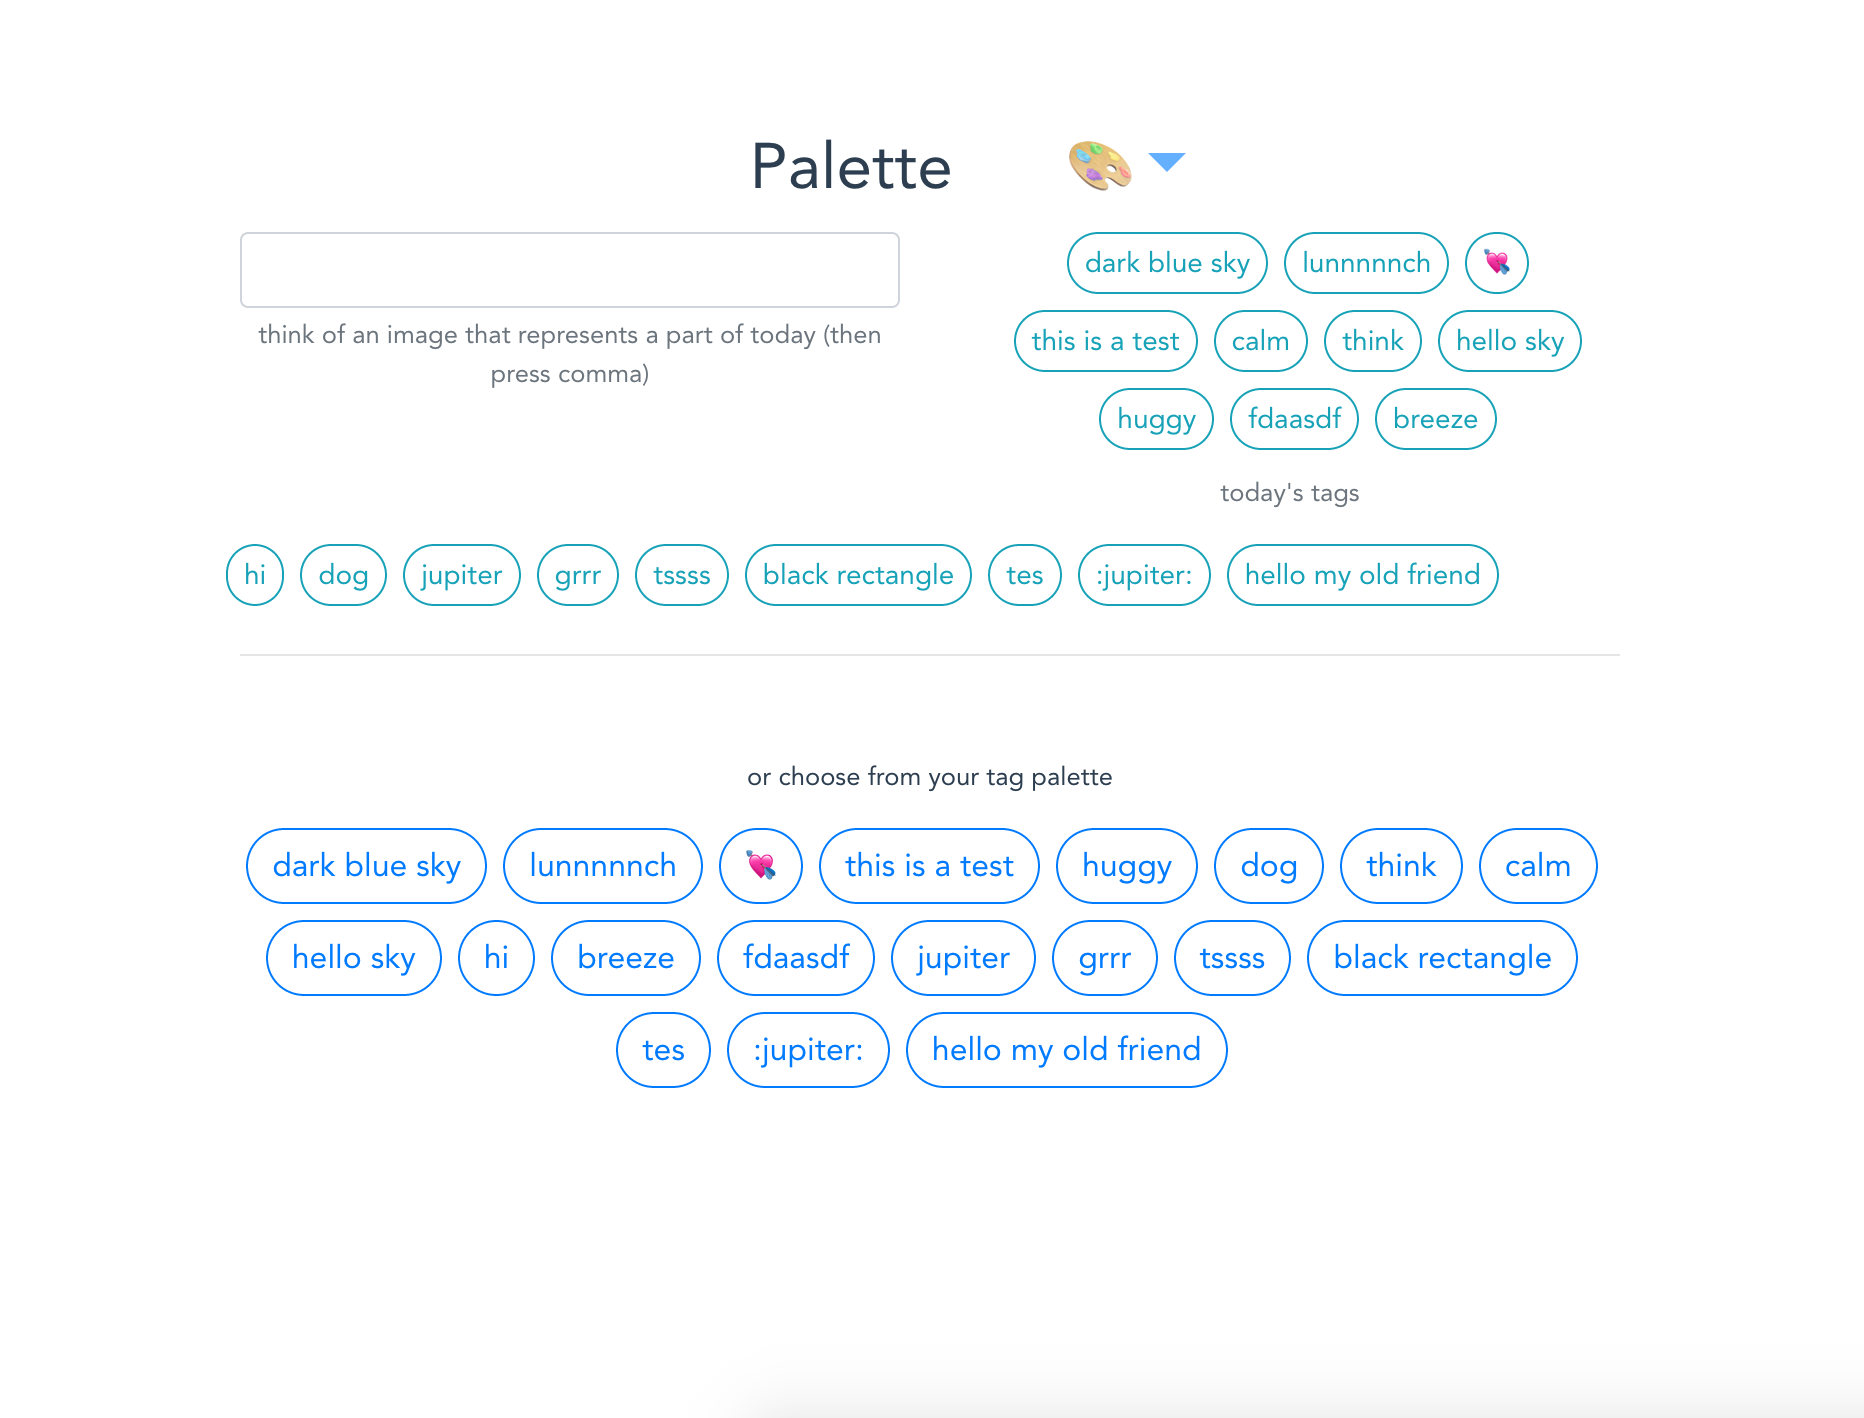 Palette 🎨
think of an image that represents a part of today (then
press comma)
dark blue sky lunnnnnch 💘
this is a test calm think hello sky
huggy fdaasdf breeze
today's tags
hi dog jupiter grrr tssss black rectangle tes :jupiter: hello my old friend
or choose from your tag palette
dark blue sky lunnnnnch 💘 this is a test huggy dog think calm
hello sky hi breeze fdaasdf jupiter grrr tssss black rectangle
tes :jupiter: hello my old friend